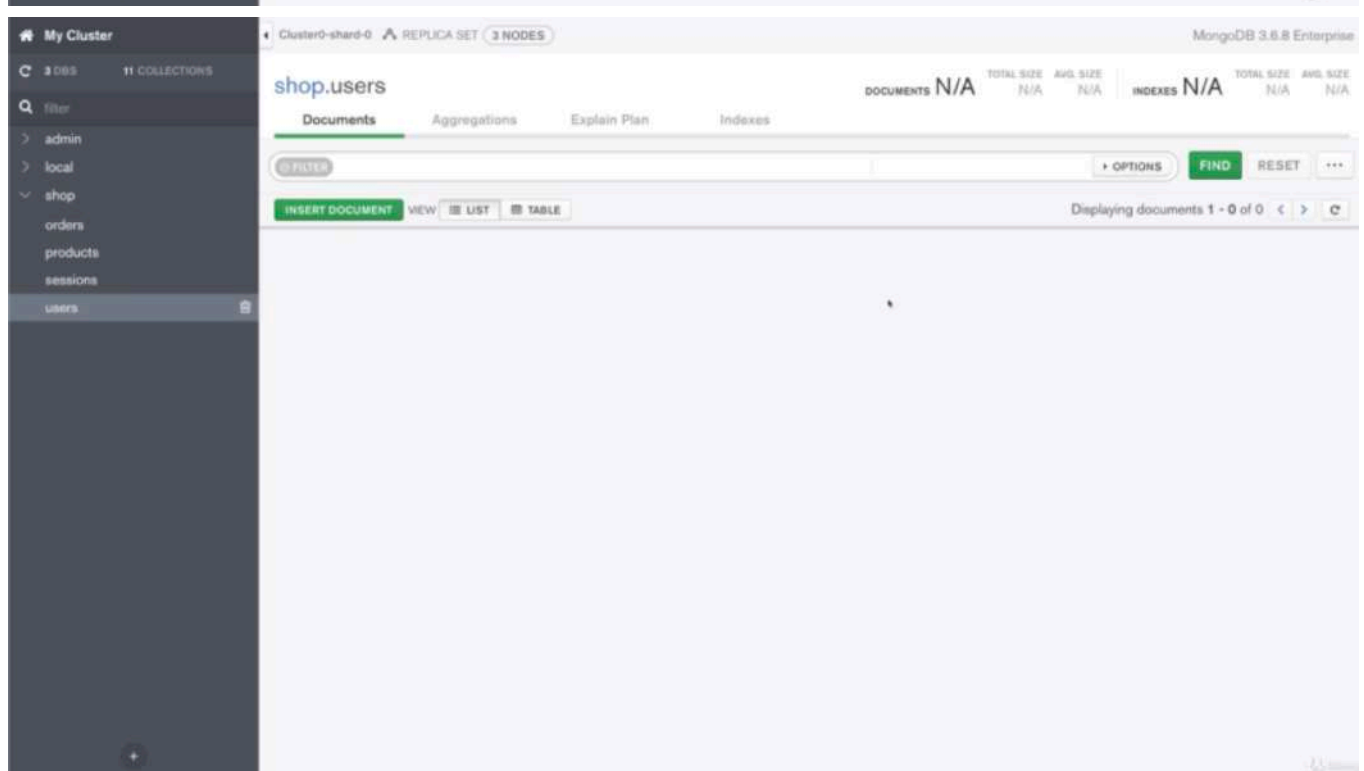 My Cluster
Cluster0-shard-0 REPLICA SET 3 NODES
MongoDB 3.6.8 Enterprise
3 DBS 11 COLLECTIONS
filter
admin
local
shop
orders
products
sessions
users
shop.users
DOCUMENTS N/A TOTAL SIZE N/A AVG. SIZE N/A INDEXES N/A TOTAL SIZE N/A AVG. SIZE N/A
Documents Aggregations Explain Plan Indexes
FILTER OPTIONS FIND RESET ...
INSERT DOCUMENT VIEW LIST TABLE Displaying documents 1 - 0 of 0